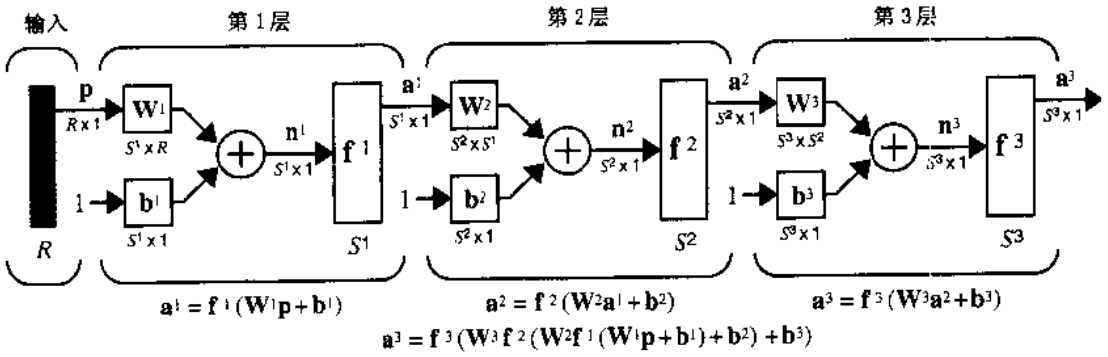 输入
第1层
第2层
第3层
p
R×1
W¹
S¹×R
1
b¹
S¹×1
n¹
S¹×1
f¹
S¹
R
a¹
S¹×1
W²
S²×S¹
1
b²
S²×1
n²
S²×1
f²
S²
a²
S²×1
W³
S³×S²
1
b³
S³×1
n³
S³×1
f³
S³
a³
S³×1
a¹ = f¹(W¹p+b¹)
a² = f²(W²a¹+b²)
a³ = f³(W³a²+b³)
a³ = f³(W³f²(W²f¹(W¹p+b¹)+b²)+b³)